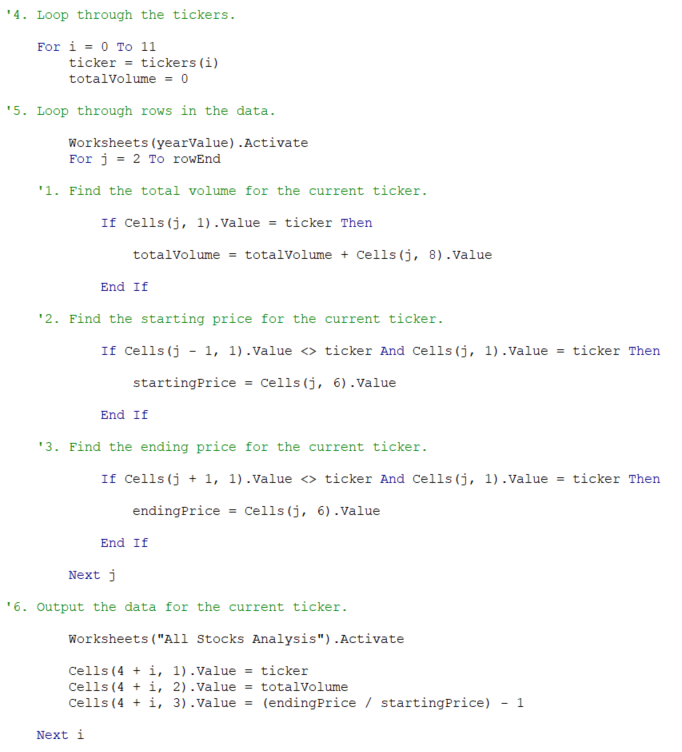 '4. Loop through the tickers.
For i = 0 To 11
ticker = tickers(i)
totalVolume = 0
'5. Loop through rows in the data.
Worksheets(yearValue).Activate
For j = 2 To rowEnd
'1. Find the total volume for the current ticker.
If Cells(j, 1).Value = ticker Then
totalVolume = totalVolume + Cells(j, 8).Value
End If
'2. Find the starting price for the current ticker.
If Cells(j - 1, 1).Value <> ticker And Cells(j, 1).Value = ticker Then
startingPrice = Cells(j, 6).Value
End If
'3. Find the ending price for the current ticker.
If Cells(j + 1, 1).Value <> ticker And Cells(j, 1).Value = ticker Then
endingPrice = Cells(j, 6).Value
End If
Next j
'6. Output the data for the current ticker.
Worksheets("All Stocks Analysis").Activate
Cells(4 + i, 1).Value = ticker
Cells(4 + i, 2).Value = totalVolume
Cells(4 + i, 3).Value = (endingPrice / startingPrice) - 1
Next i